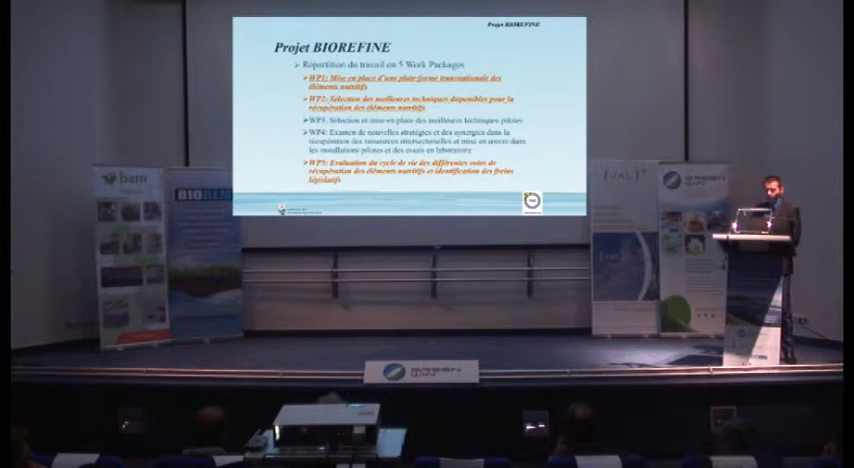 Projet BIOREFINE
Projet BIOREFINE
Répartition du travail en 5 Work Packages
WP1: Mise en place d'une plate-forme transnationale des
éléments nutritifs
WP2: Sélection des meilleures techniques disponibles pour la
récupération des éléments nutritifs
WP3: Sélection et mise en place des meilleures techniques pilotes
WP4: Examen de nouvelles stratégies et des synergies dans la
récupération des ressources intersectorielles et mise en œuvre dans
les installations pilotes et des essais en laboratoire
WP5: Evaluation du cycle de vie des différentes voies de
récupération des éléments nutritifs et identification des freins
législatifs
bam
BIOREM
{VAL}+
GREEN
WIN
GREEN
WIN